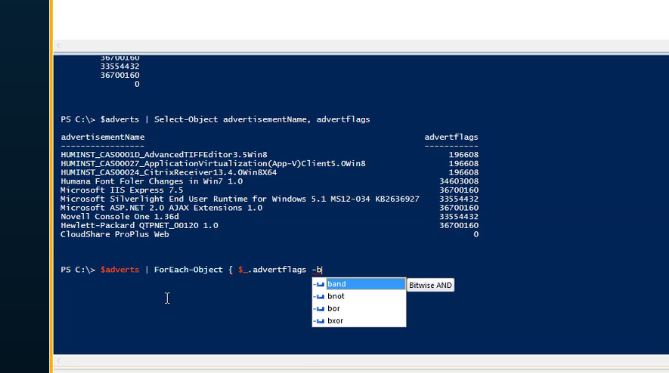 36700160
33554432
36700160
0
PS C:\> $adverts | Select-Object advertisementName, advertflags
advertisementName advertflags
----------------- -----------
HUMINST_CAS0001D_AdvancedTIFFEditor3.5Win8 196608
HUMINST_CAS00027_ApplicationVirtualization(App-V)Client5.0Win8 196608
HUMINST_CAS00024_CitrixReceiver13.4.0Win8X64 196608
Humana Font Foler Changes in Win7 1.0 34603008
Microsoft IIS Express 7.5 36700160
Microsoft Silverlight End User Runtime for Windows 5.1 MS12-034 KB2636927 33554432
Microsoft ASP.NET 2.0 AJAX Extensions 1.0 36700160
Novell Console One 1.36d 33554432
Hewlett-Packard QTPNET_00120 1.0 36700160
CloudShare ProPlus Web 0
PS C:\> $adverts | ForEach-Object { $_.advertflags -b
band Bitwise AND
bnot
bor
bxor